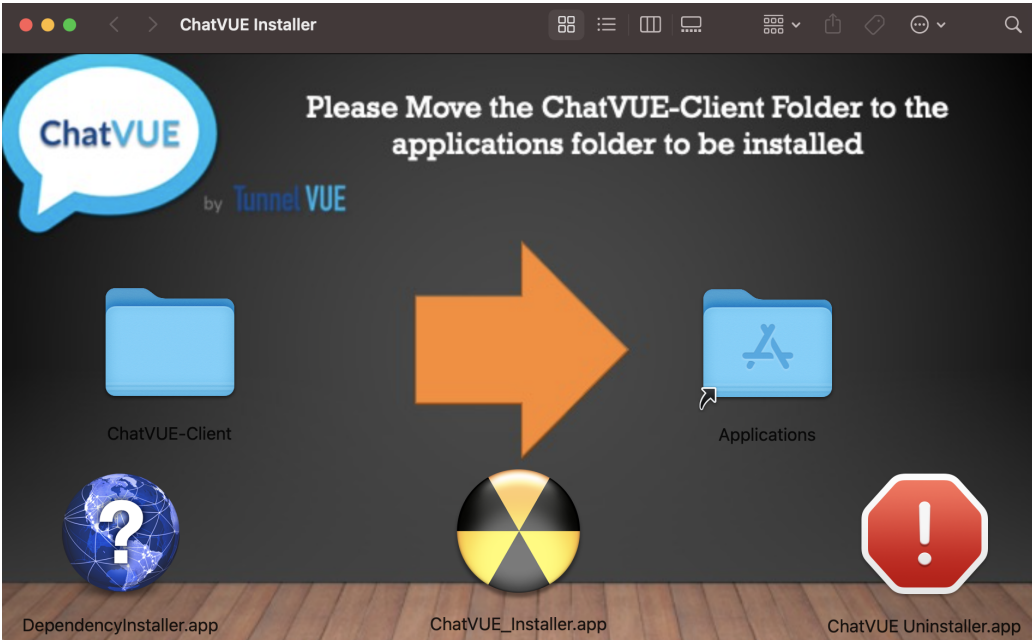 ChatVUE Installer
ChatVUE
by Tunnel VUE
Please Move the ChatVUE-Client Folder to the
applications folder to be installed
ChatVUE-Client
Applications
?
!
DependencyInstaller.app
ChatVUE_Installer.app
ChatVUE Uninstaller.app